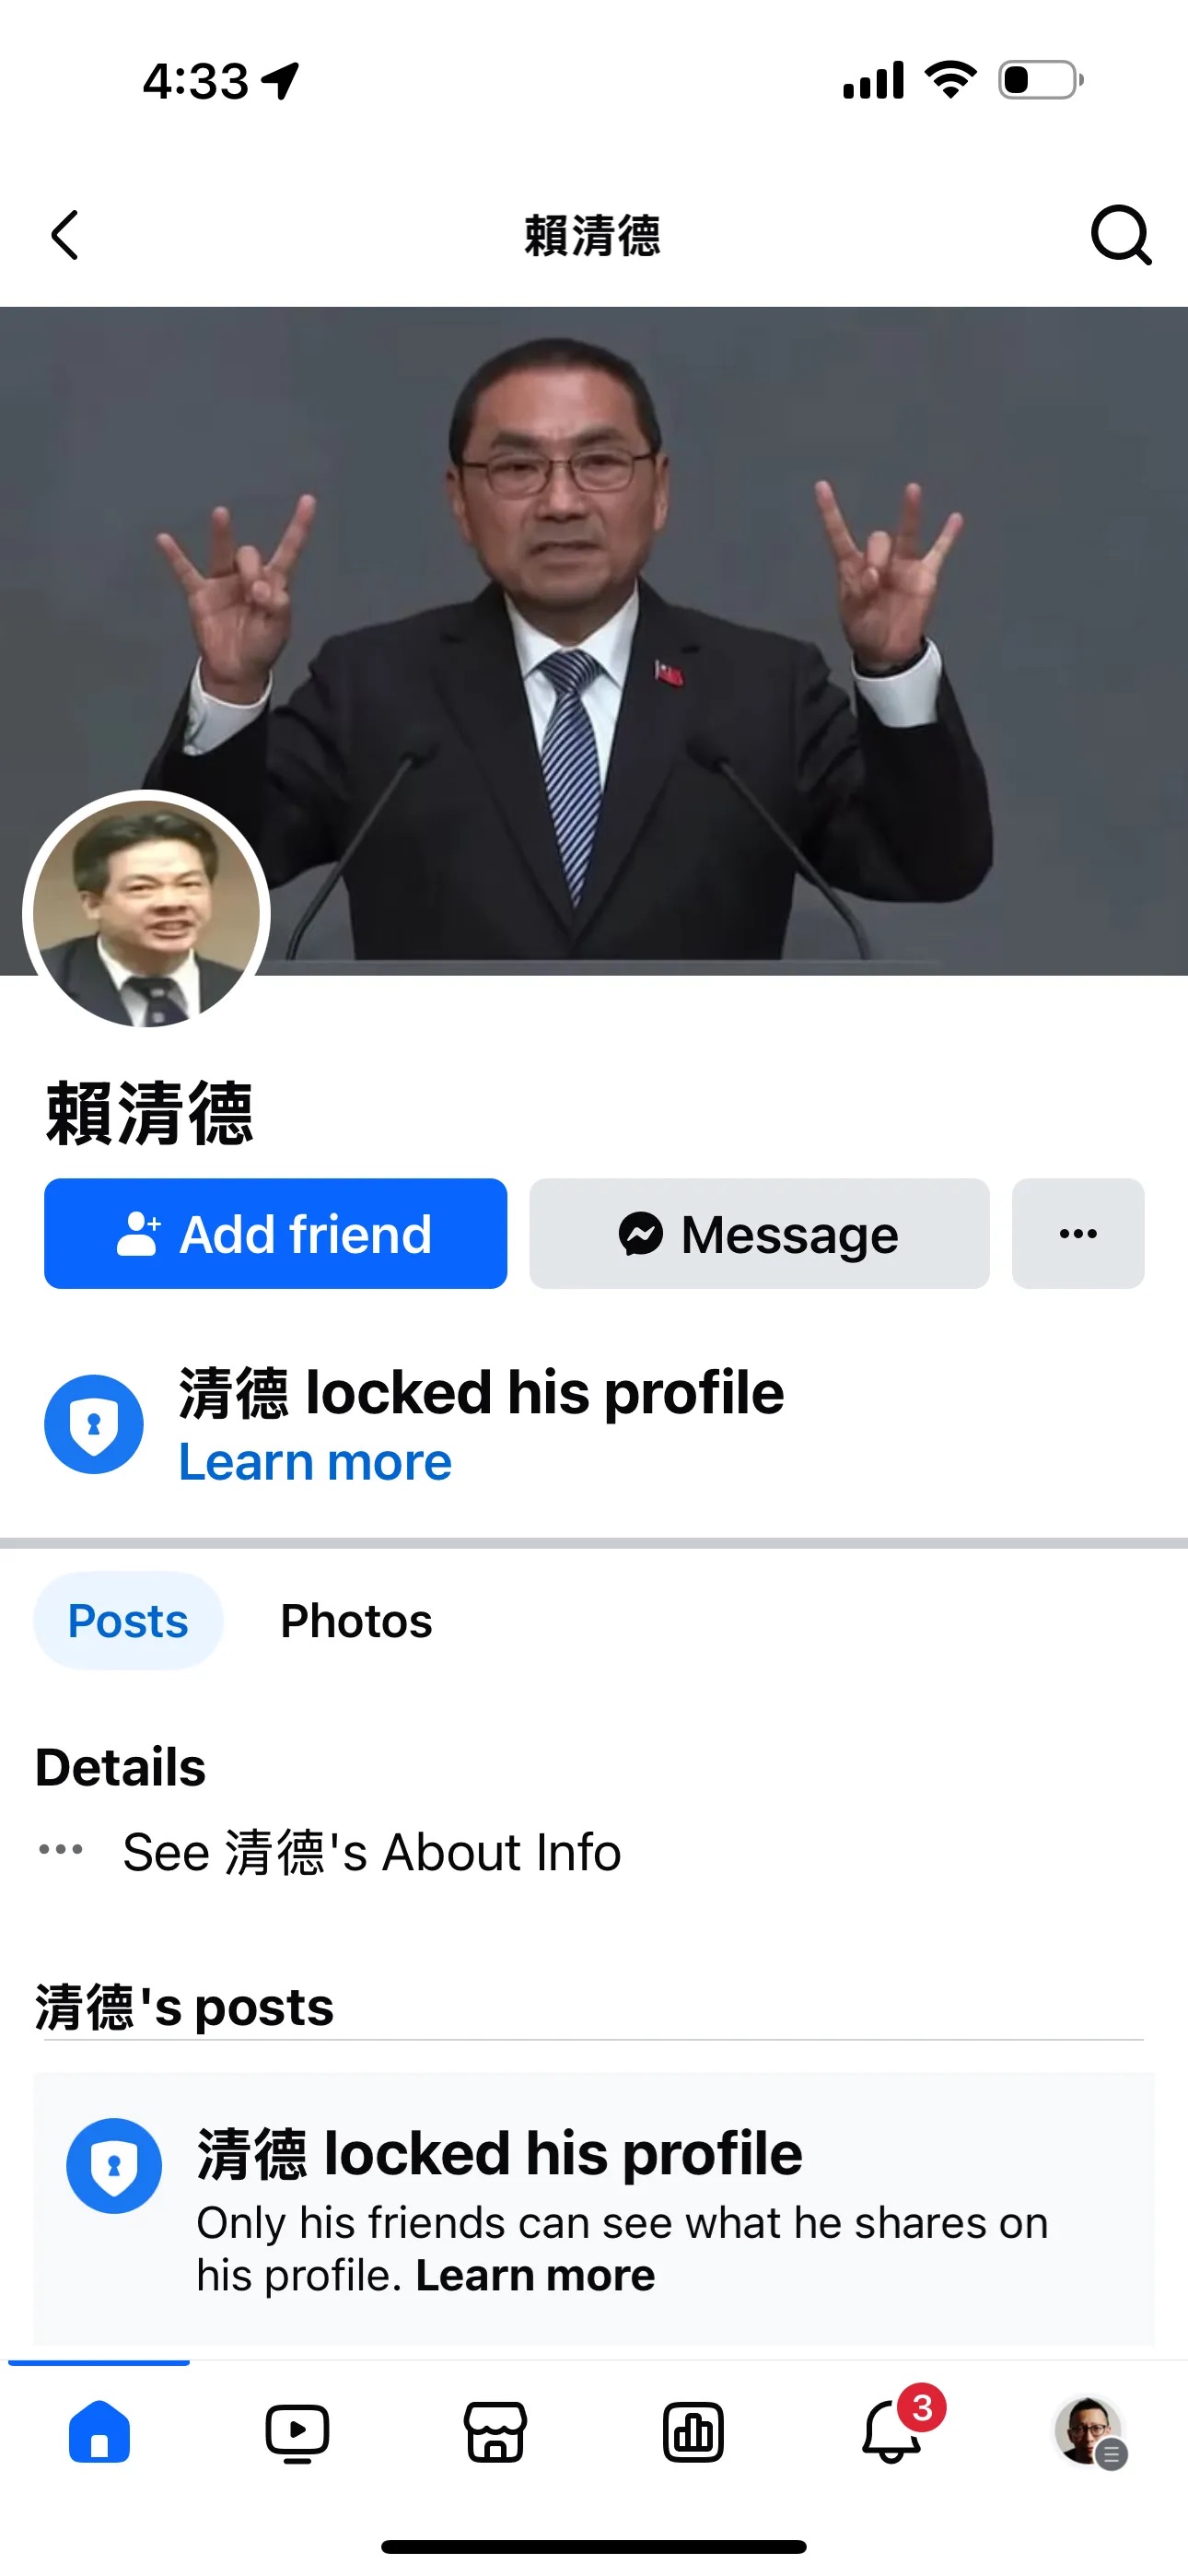 4:33
賴清德
賴清德
Add friend
Message
清德 locked his profile
Learn more
Posts
Photos
Details
See 清德's About Info
清德's posts
清德 locked his profile
Only his friends can see what he shares on
his profile. Learn more
3